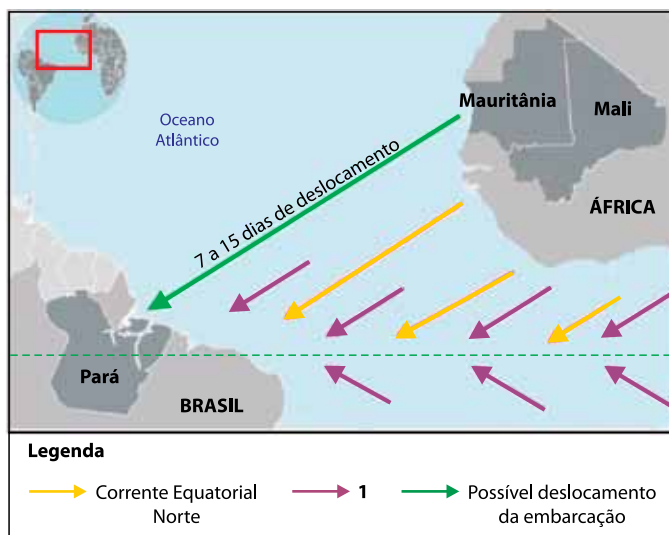 Mauritânia
Mali
Oceano
Atlântico
7 a 15 dias de deslocamento
ÁFRICA
Pará
BRASIL
Legenda
Corrente Equatorial
Norte
1
Possível deslocamento
da embarcação